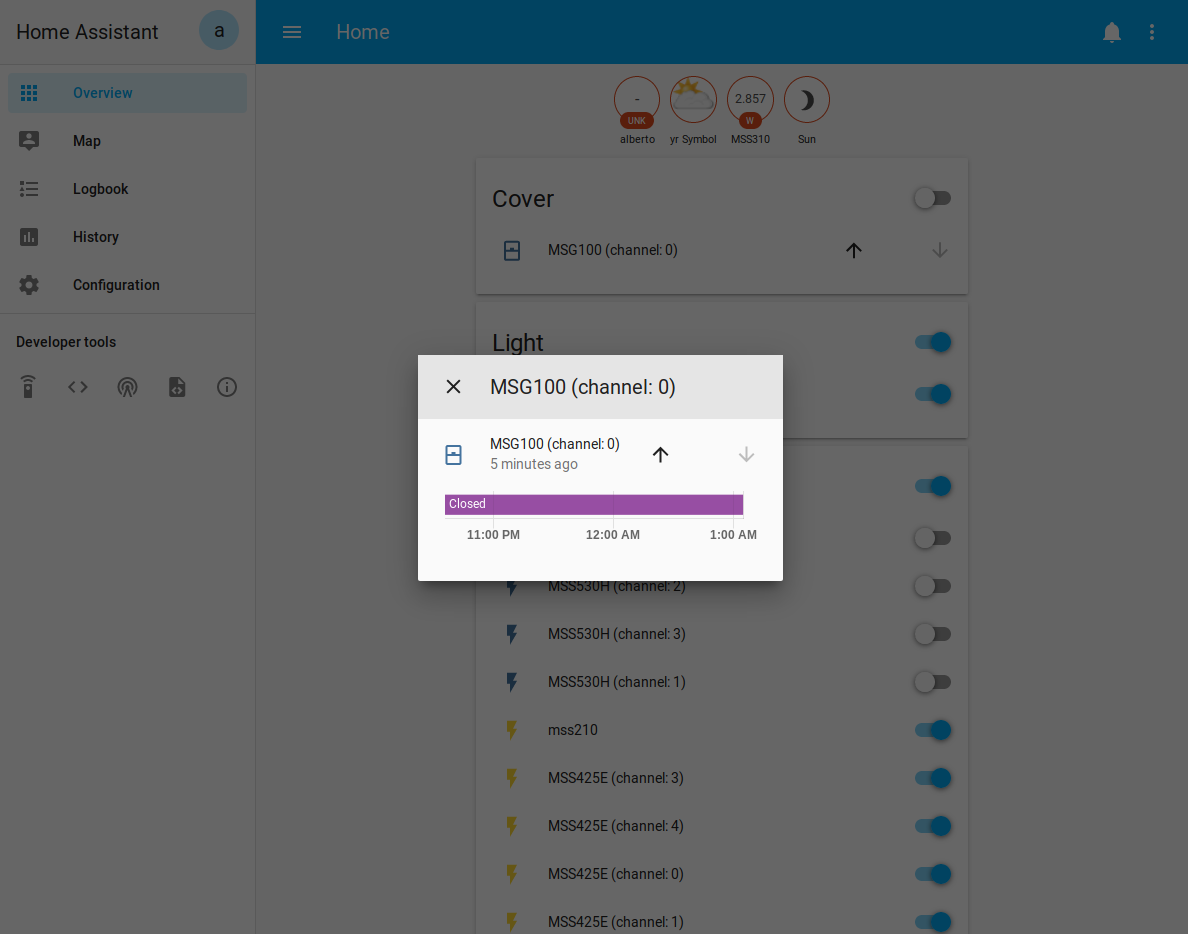 Home Assistant
a
Home
Overview
Map
Logbook
History
Configuration
Developer tools
-
UNK
alberto
yr Symbol
2.857
W
MSS310
Sun
Cover
MSG100 (channel: 0)
Light
MSG100 (channel: 0)
MSG100 (channel: 0)
5 minutes ago
Closed
11:00 PM
12:00 AM
1:00 AM
MSS530H (channel: 2)
MSS530H (channel: 3)
MSS530H (channel: 1)
mss210
MSS425E (channel: 3)
MSS425E (channel: 4)
MSS425E (channel: 0)
MSS425E (channel: 1)